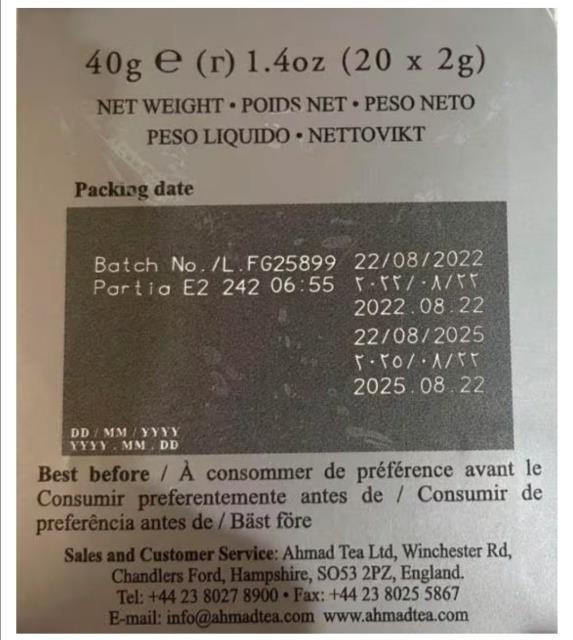 40g ℮ (r) 1.4oz (20 x 2g)
NET WEIGHT • POIDS NET • PESO NETO
PESO LIQUIDO • NETTOVIKT
Packing date
Batch No./L.FG25899 22/08/2022
Partia E2 242 06:55 ٢٠٢٢/٠٨/٢٢
2022.08.22
22/08/2025
٢٠٢٥/٠٨/٢٢
2025.08.22
DD / MM / YYYY
YYYY . MM . DD
Best before / À consommer de préférence avant le
Consumir preferentemente antes de / Consumir de
preferência antes de / Bäst före
Sales and Customer Service: Ahmad Tea Ltd, Winchester Rd,
Chandlers Ford, Hampshire, SO53 2PZ, England.
Tel: +44 23 8027 8900 • Fax: +44 23 8025 5867
E-mail: info@ahmadtea.com www.ahmadtea.com